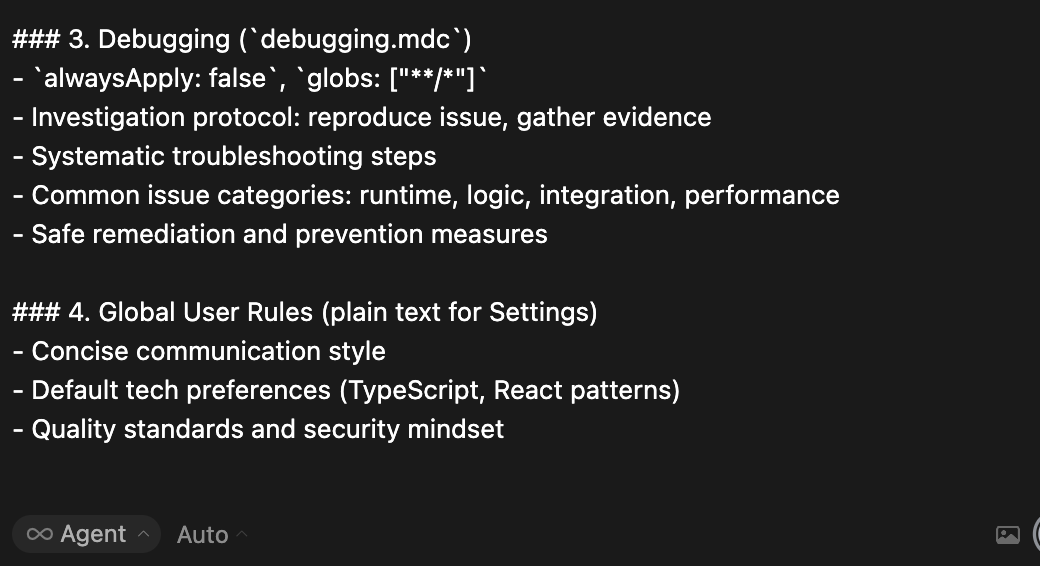 ### 3. Debugging (`debugging.mdc`)
- `alwaysApply: false`, `globs: ["**/*"]`
- Investigation protocol: reproduce issue, gather evidence
- Systematic troubleshooting steps
- Common issue categories: runtime, logic, integration, performance
- Safe remediation and prevention measures
### 4. Global User Rules (plain text for Settings)
- Concise communication style
- Default tech preferences (TypeScript, React patterns)
- Quality standards and security mindset
Agent Auto